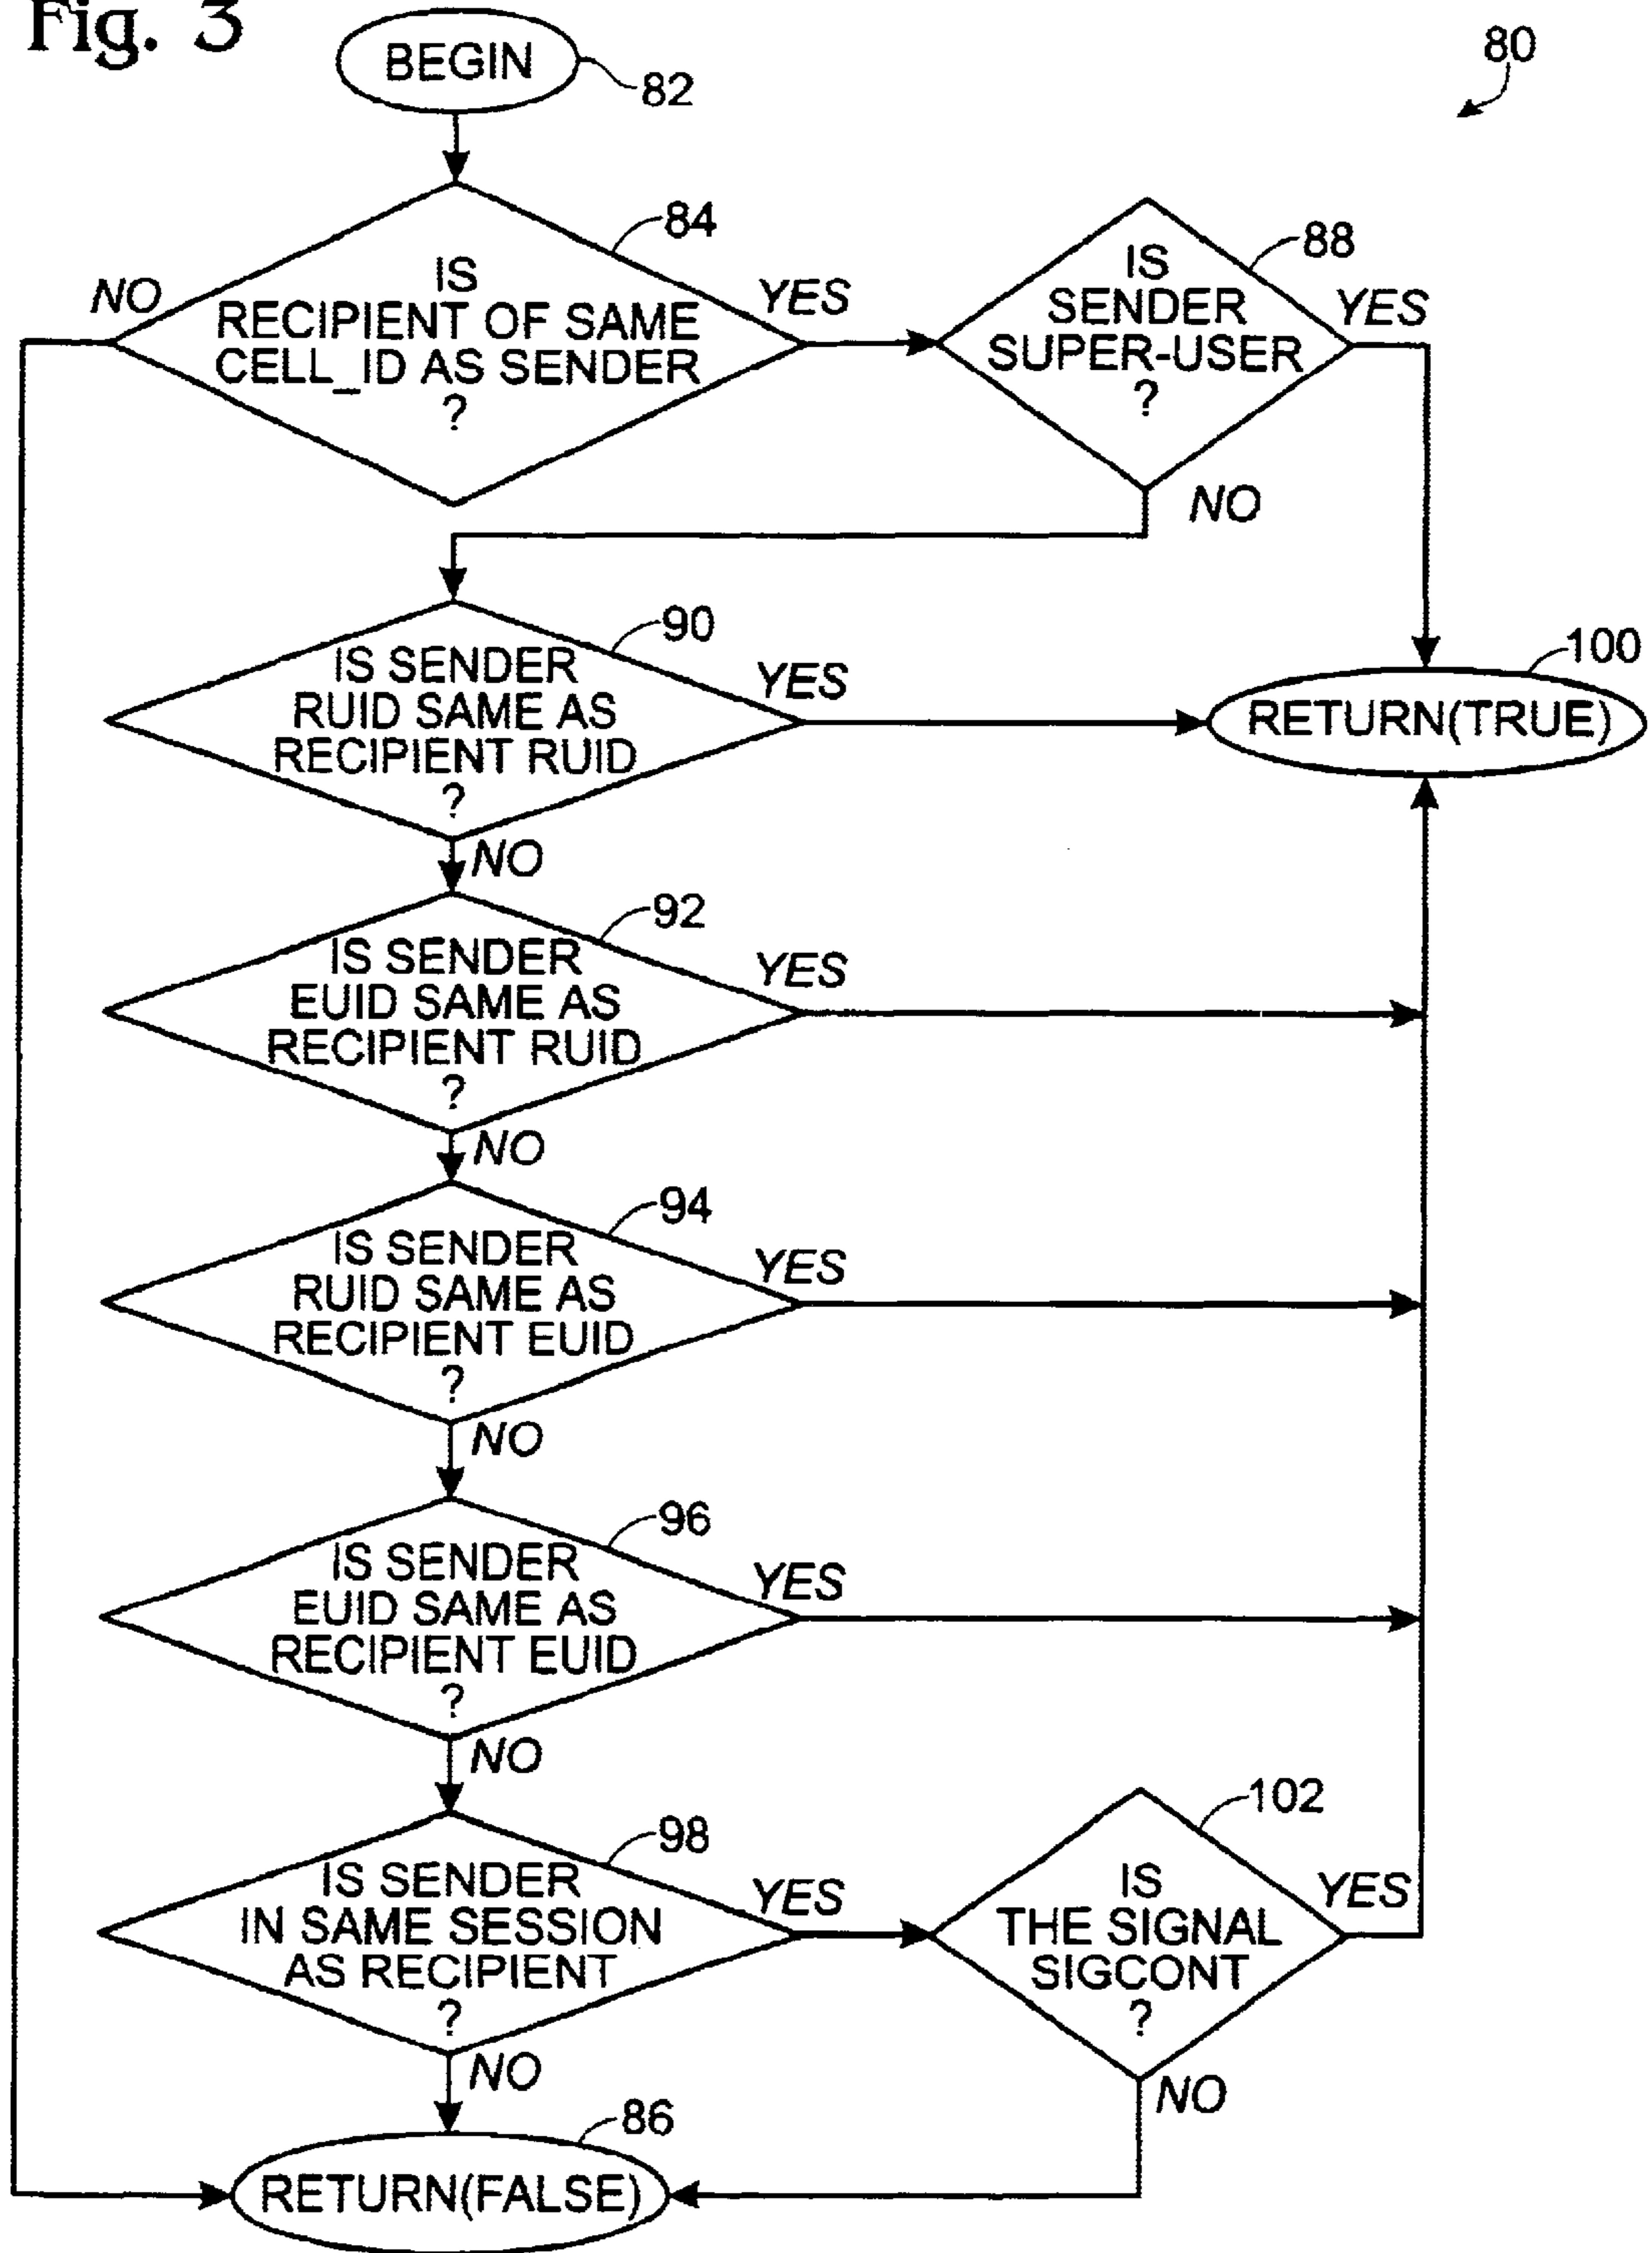 Fig. 3
80
BEGIN
82
84
IS
RECIPIENT OF SAME
CELL_ID AS SENDER
?
NO
YES
88
IS
SENDER
SUPER-USER
?
YES
NO
90
IS SENDER
RUID SAME AS
RECIPIENT RUID
?
YES
NO
100
RETURN(TRUE)
92
IS SENDER
EUID SAME AS
RECIPIENT RUID
?
YES
NO
94
IS SENDER
RUID SAME AS
RECIPIENT EUID
?
YES
NO
96
IS SENDER
EUID SAME AS
RECIPIENT EUID
?
YES
NO
98
IS SENDER
IN SAME SESSION
AS RECIPIENT
?
YES
NO
102
IS
THE SIGNAL
SIGCONT
?
YES
NO
86
RETURN(FALSE)